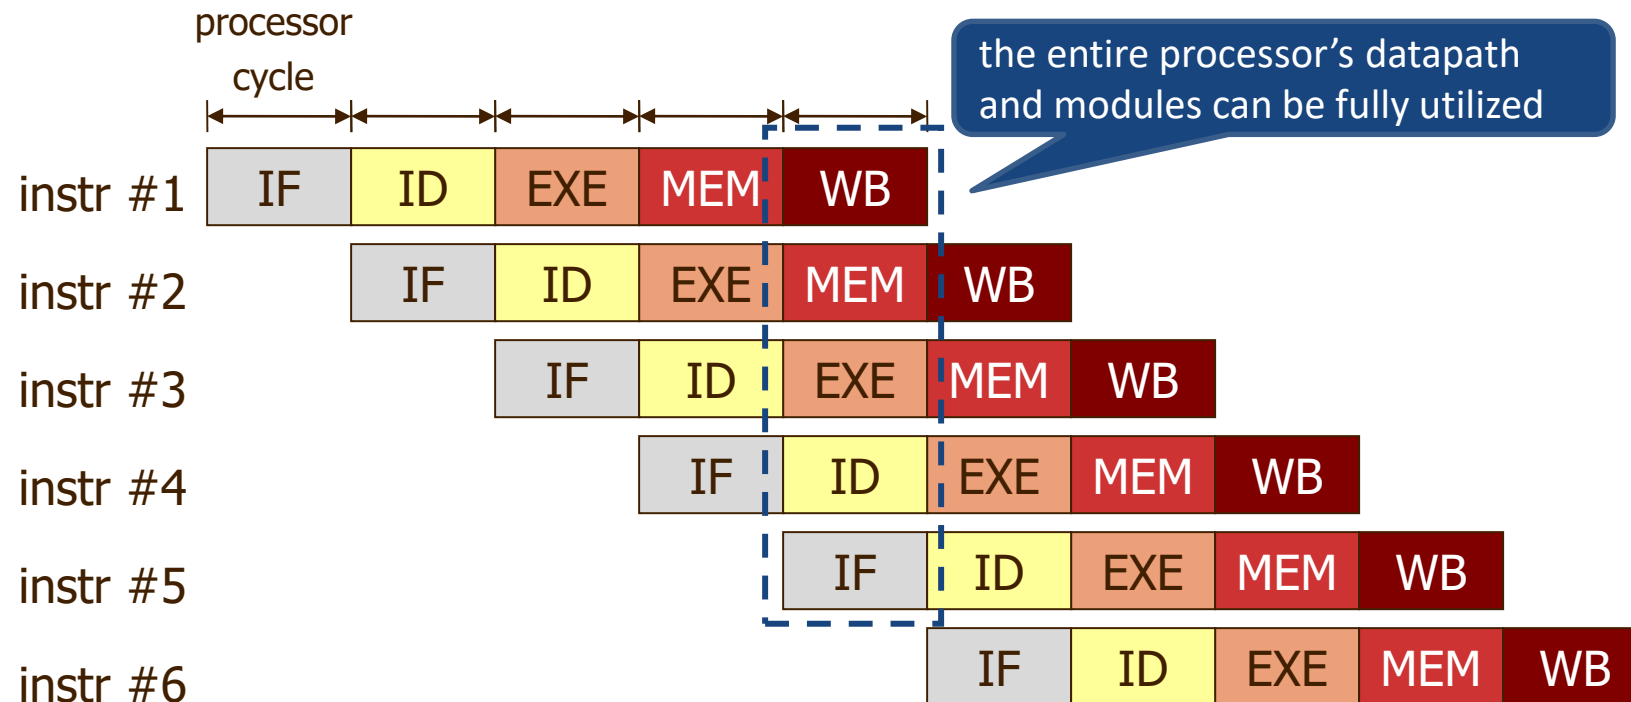 processor
cycle
the entire processor’s datapath
and modules can be fully utilized
instr #1 IF ID EXE MEM WB
instr #2 IF ID EXE MEM WB
instr #3 IF ID EXE MEM WB
instr #4 IF ID EXE MEM WB
instr #5 IF ID EXE MEM WB
instr #6 IF ID EXE MEM WB